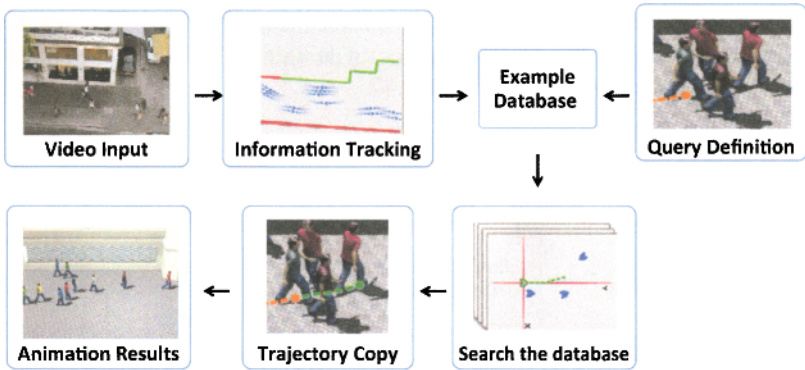 Video Input
Information Tracking
Example
Database
Query Definition
Animation Results
Trajectory Copy
Search the database